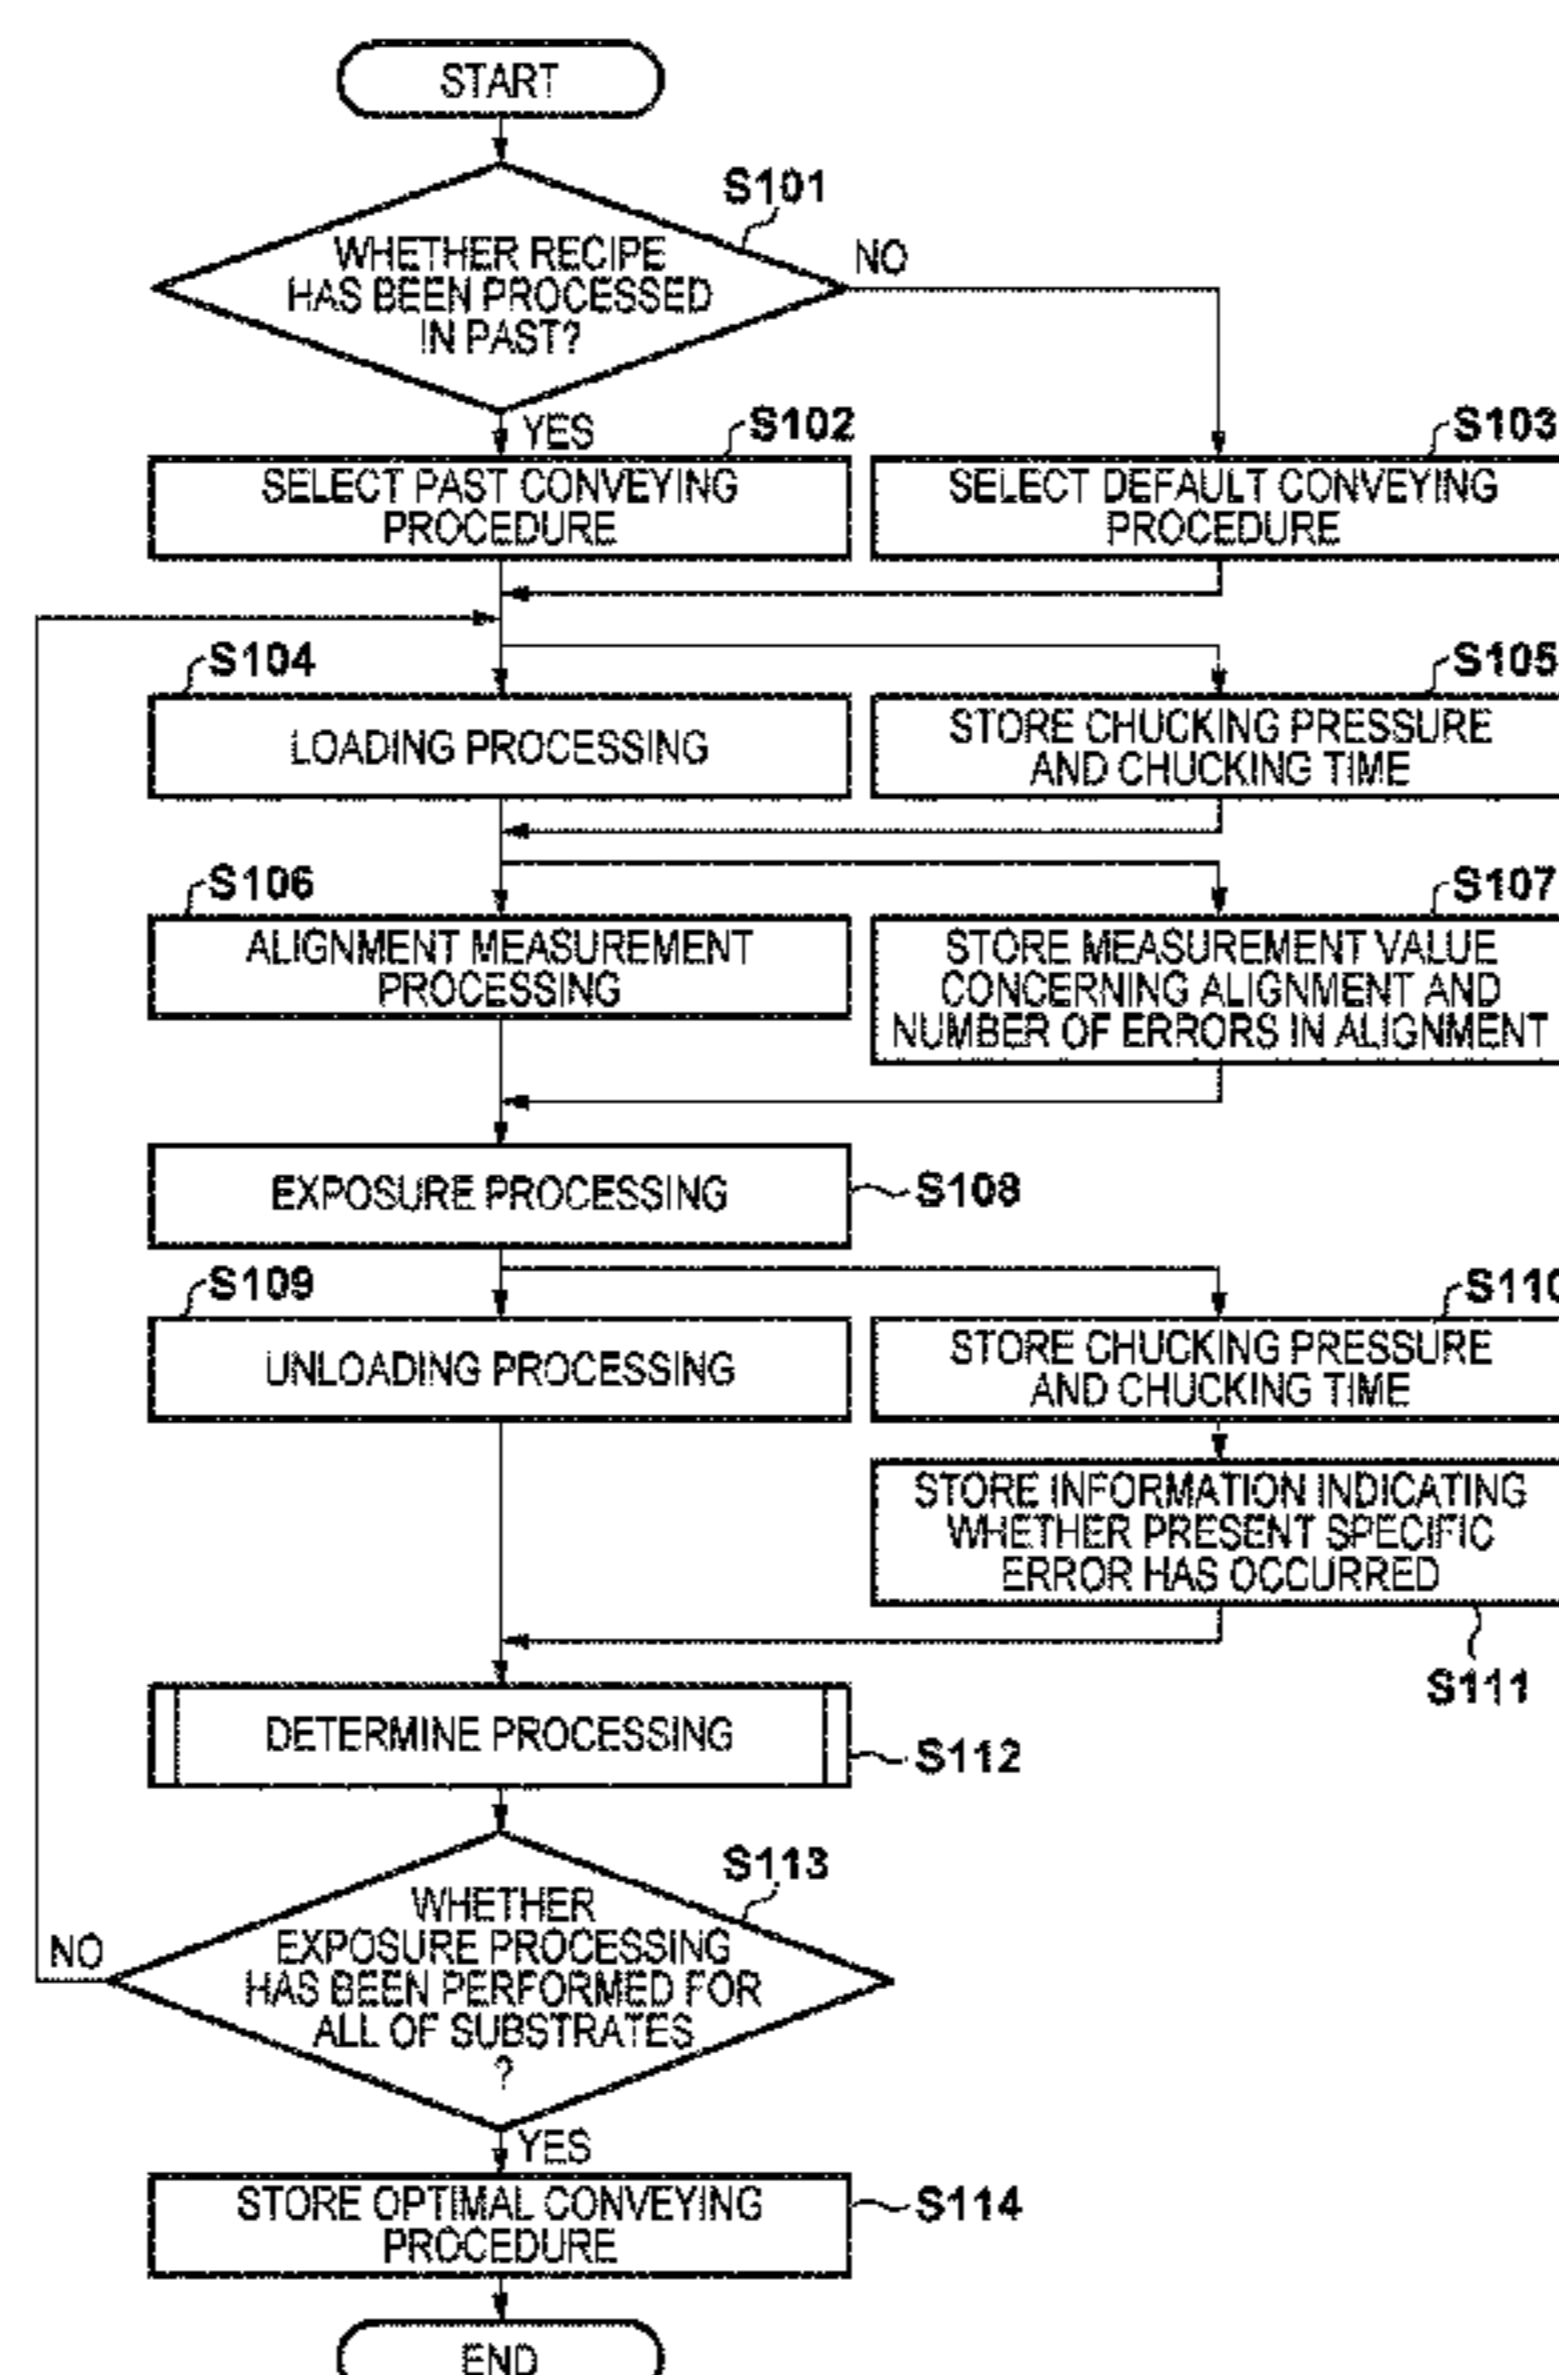 START
S101
WHETHER RECIPE
HAS BEEN PROCESSED
IN PAST?
NO
YES
S102
SELECT PAST CONVEYING
PROCEDURE
S103
SELECT DEFAULT CONVEYING
PROCEDURE
S104
LOADING PROCESSING
S105
STORE CHUCKING PRESSURE
AND CHUCKING TIME
S106
ALIGNMENT MEASUREMENT
PROCESSING
S107
STORE MEASUREMENT VALUE
CONCERNING ALIGNMENT AND
NUMBER OF ERRORS IN ALIGNMENT
EXPOSURE PROCESSING
S108
S109
UNLOADING PROCESSING
S110
STORE CHUCKING PRESSURE
AND CHUCKING TIME
STORE INFORMATION INDICATING
WHETHER PRESENT SPECIFIC
ERROR HAS OCCURRED
S111
DETERMINE PROCESSING
S112
S113
WHETHER
EXPOSURE PROCESSING
HAS BEEN PERFORMED FOR
ALL OF SUBSTRATES
?
NO
YES
STORE OPTIMAL CONVEYING
PROCEDURE
S114
END